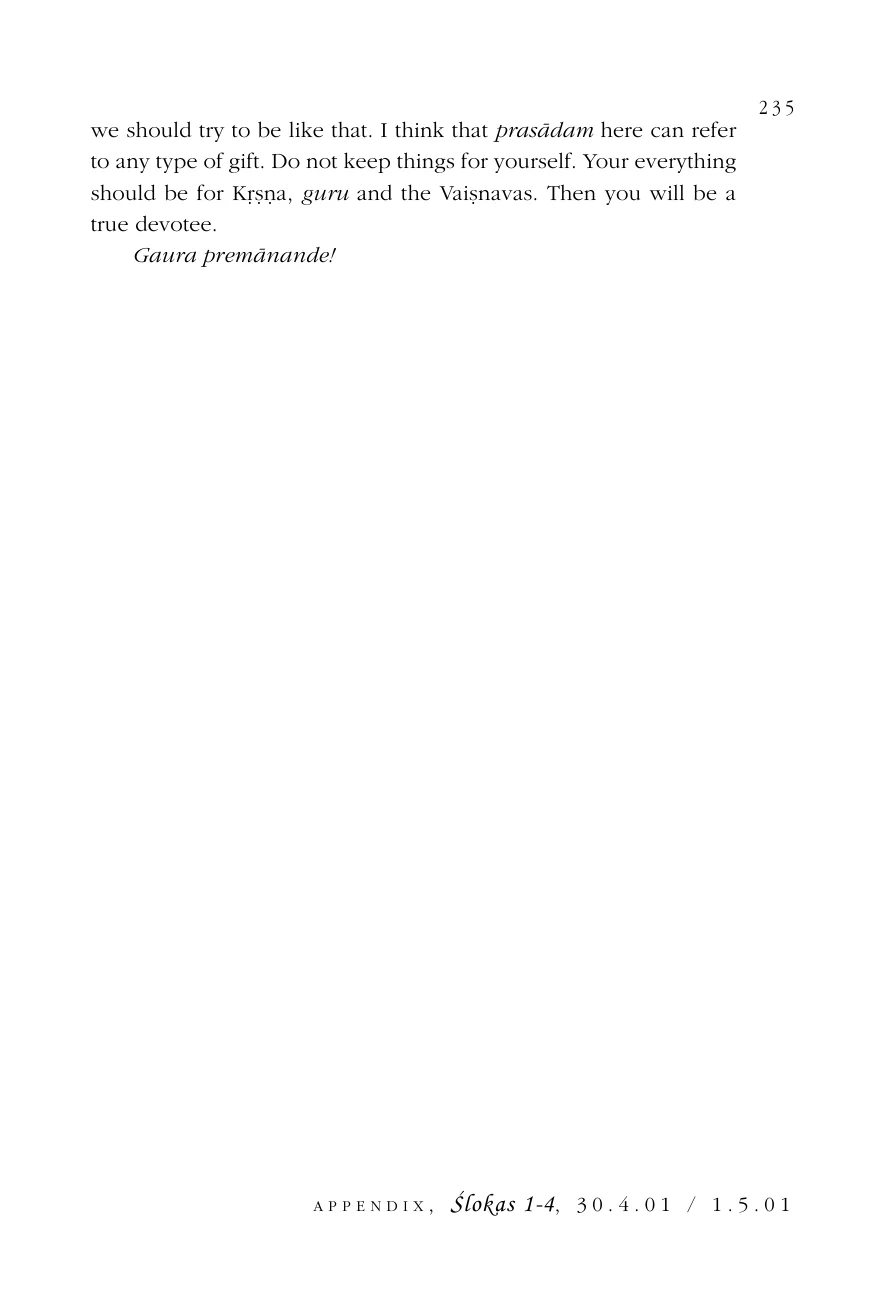 235
we should try to be like that. I think that prasādam here can refer
to any type of gift. Do not keep things for yourself. Your everything
should be for Kṛṣṇa, guru and the Vaiṣnavas. Then you will be a
true devotee.
Gaura premānande!
APPENDIX, Ślokas 1-4, 30.4.01 / 1.5.01